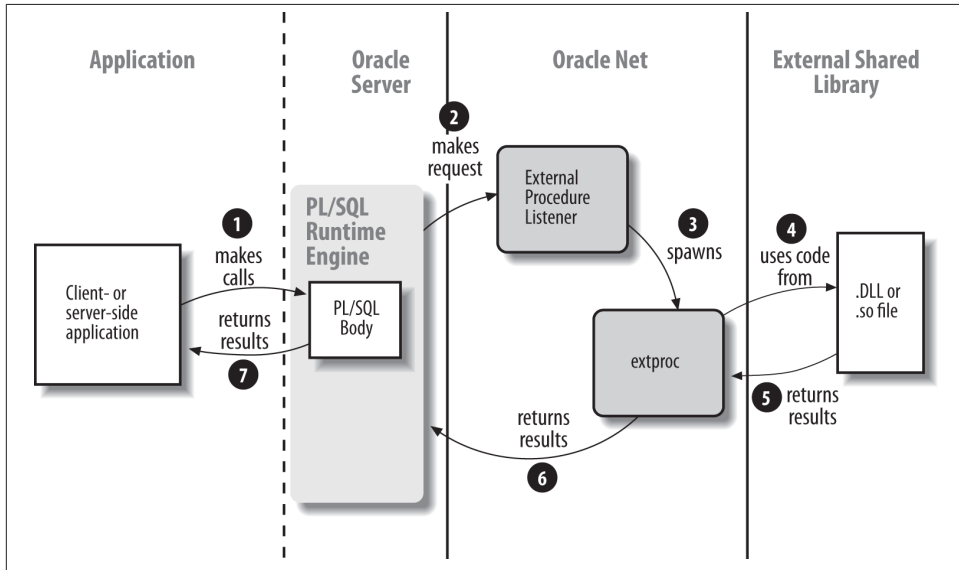 Application
Oracle
Server
Oracle Net
External Shared
Library
2
makes
request
External
Procedure
Listener
PL/SQL
Runtime
Engine
1
makes
calls
3
spawns
4
uses code
from
Client- or
server-side
application
PL/SQL
Body
.DLL or
.so file
returns
results
7
extproc
5
returns
results
returns
results
6